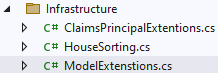 Infrastructure
C# ClaimsPrincipalExtentions.cs
C# HouseSorting.cs
C# ModelExtenstions.cs